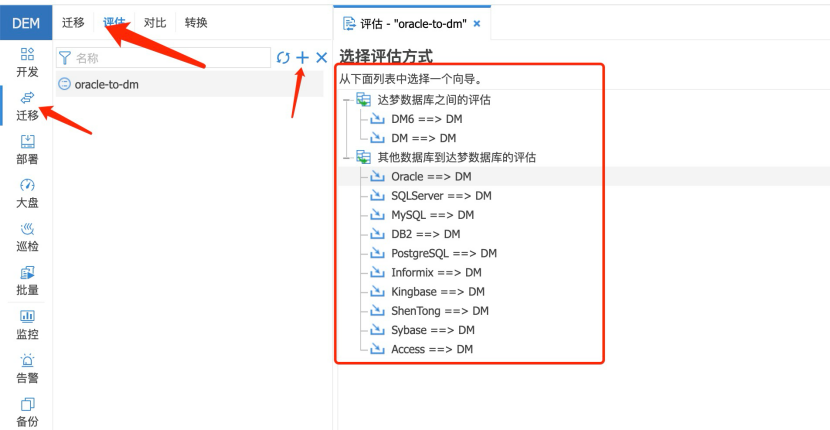 DEM
迁移
评估
对比
转换
评估 - "oracle-to-dm"
开发
迁移
部署
大盘
巡检
批量
监控
告警
备份
名称
oracle-to-dm
选择评估方式
从下面列表中选择一个向导。
达梦数据库之间的评估
DM6 ==> DM
DM ==> DM
其他数据库到达梦数据库的评估
Oracle ==> DM
SQLServer ==> DM
MySQL ==> DM
DB2 ==> DM
PostgreSQL ==> DM
Informix ==> DM
Kingbase ==> DM
ShenTong ==> DM
Sybase ==> DM
Access ==> DM